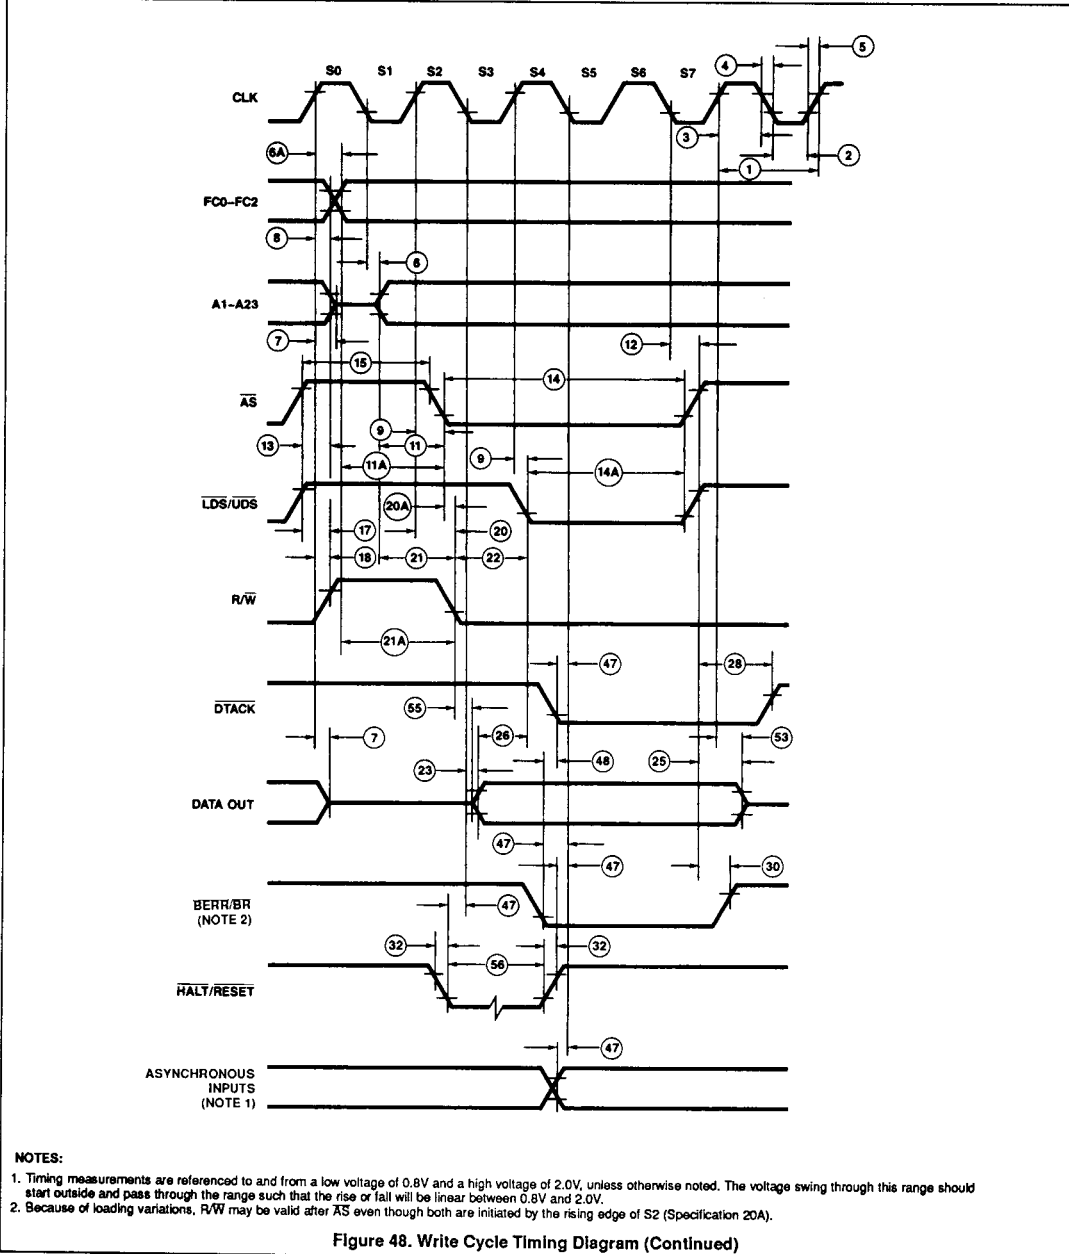 S0 S1 S2 S3 S4 S5 S6 S7
4
5
CLK
3
2
1
6A
FC0–FC2
8
6
A1–A23
7
12
15
14
AS
9
11
13
9
11A
14A
LDS/UDS
20A
17
20
18
21
22
R/W
21A
47
28
DTACK
55
7
26
53
48
25
23
DATA OUT
47
47
30
BERR/BR
(NOTE 2)
47
32
32
56
HALT/RESET
47
ASYNCHRONOUS
INPUTS
(NOTE 1)
NOTES:
1. Timing measurements are referenced to and from a low voltage of 0.8V and a high voltage of 2.0V, unless otherwise noted. The voltage swing through this range should
start outside and pass through the range such that the rise or fall will be linear between 0.8V and 2.0V.
2. Because of loading variations, R/W may be valid after AS even though both are initiated by the rising edge of S2 (Specification 20A).
Figure 48. Write Cycle Timing Diagram (Continued)